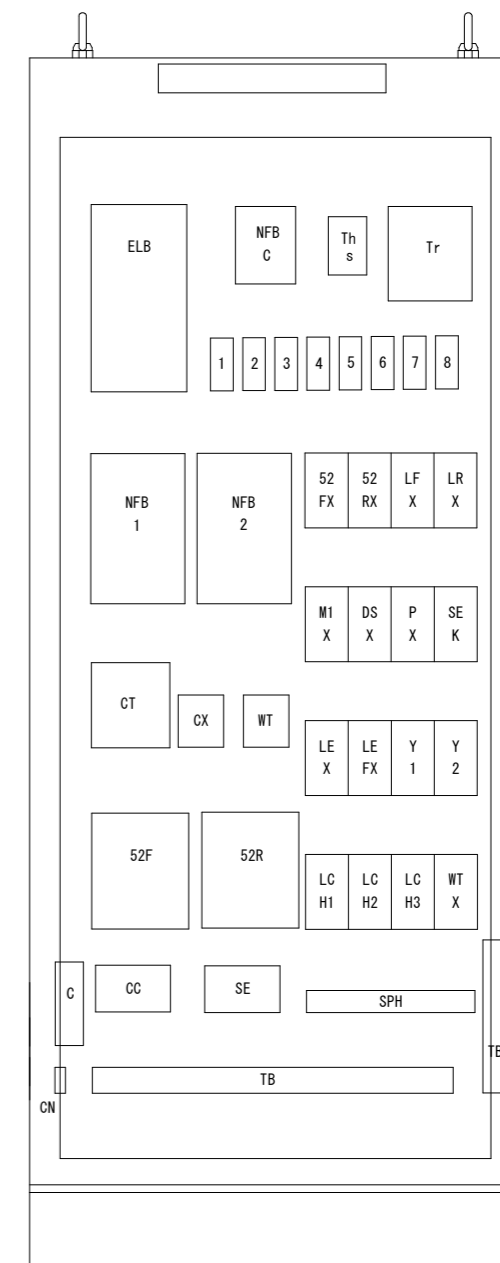 ELB
NFB
C
Th
s
Tr
1 2 3 4 5 6 7 8
NFB
1
NFB
2
52
FX
52
RX
LF
X
LR
X
M1
X
DS
X
P
X
SE
K
CT
CX
WT
LE
X
LE
FX
Y
1
Y
2
52F
52R
LC
H1
LC
H2
LC
H3
WT
X
C
CC
SE
SPH
TB
TB
CN